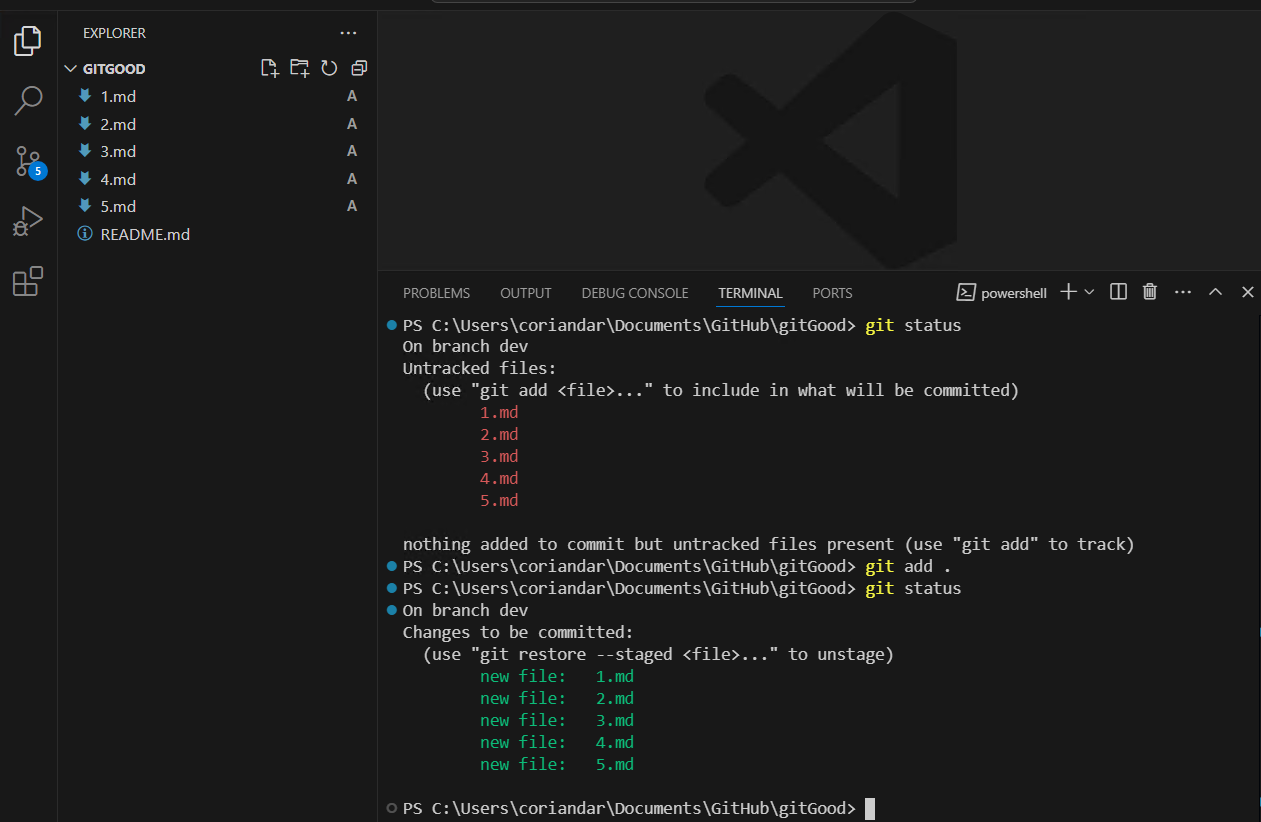 EXPLORER
GITGOOD
1.md A
2.md A
3.md A
4.md A
5.md A
README.md
5
PROBLEMS OUTPUT DEBUG CONSOLE TERMINAL PORTS powershell
PS C:\Users\coriandar\Documents\GitHub\gitGood> git status
On branch dev
Untracked files:
(use "git add <file>..." to include in what will be committed)
1.md
2.md
3.md
4.md
5.md
nothing added to commit but untracked files present (use "git add" to track)
PS C:\Users\coriandar\Documents\GitHub\gitGood> git add .
PS C:\Users\coriandar\Documents\GitHub\gitGood> git status
On branch dev
Changes to be committed:
(use "git restore --staged <file>..." to unstage)
new file: 1.md
new file: 2.md
new file: 3.md
new file: 4.md
new file: 5.md
PS C:\Users\coriandar\Documents\GitHub\gitGood>